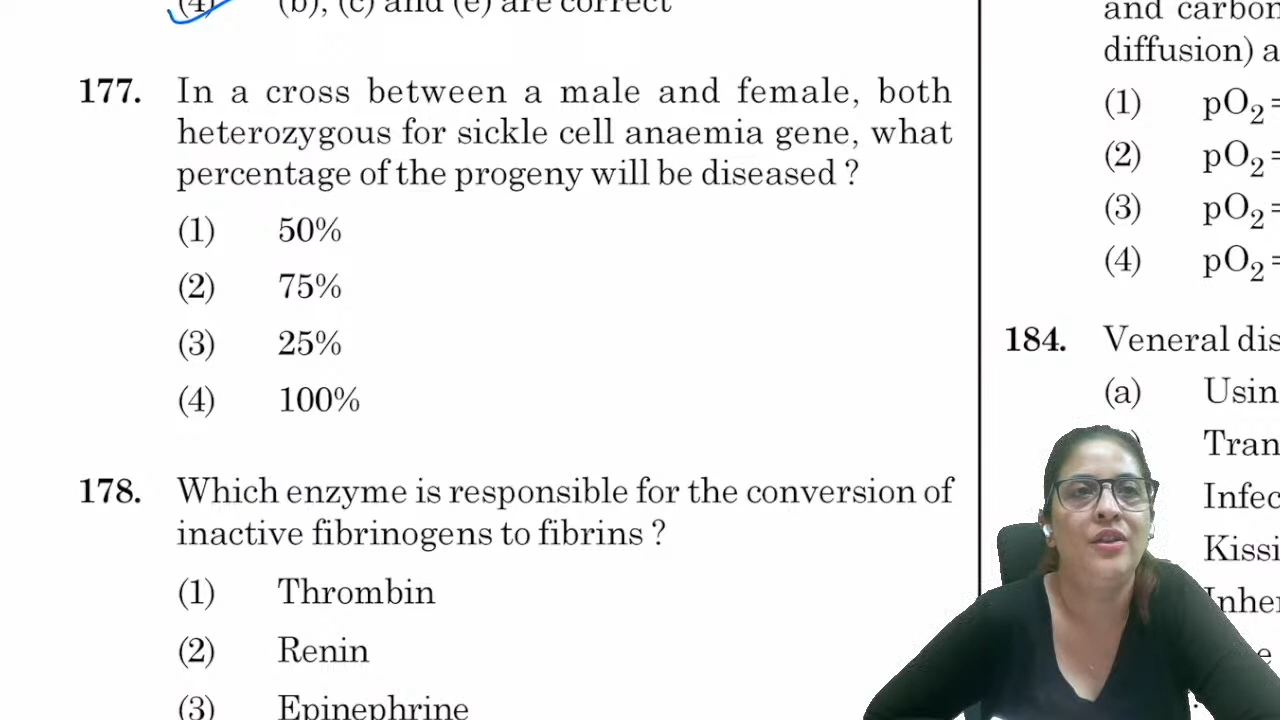 (4) (b), (c) and (e) are correct
177. In a cross between a male and female, both
heterozygous for sickle cell anaemia gene, what
percentage of the progeny will be diseased ?
(1) 50%
(2) 75%
(3) 25%
(4) 100%
178. Which enzyme is responsible for the conversion of
inactive fibrinogens to fibrins ?
(1) Thrombin
(2) Renin
(3) Epinephrine
and carbon
diffusion) a
(1) pO₂ =
(2) pO₂ =
(3) pO₂ =
(4) pO₂ =
184. Veneral dis
(a) Usin
Tran
Infec
Kissi
Inher
e